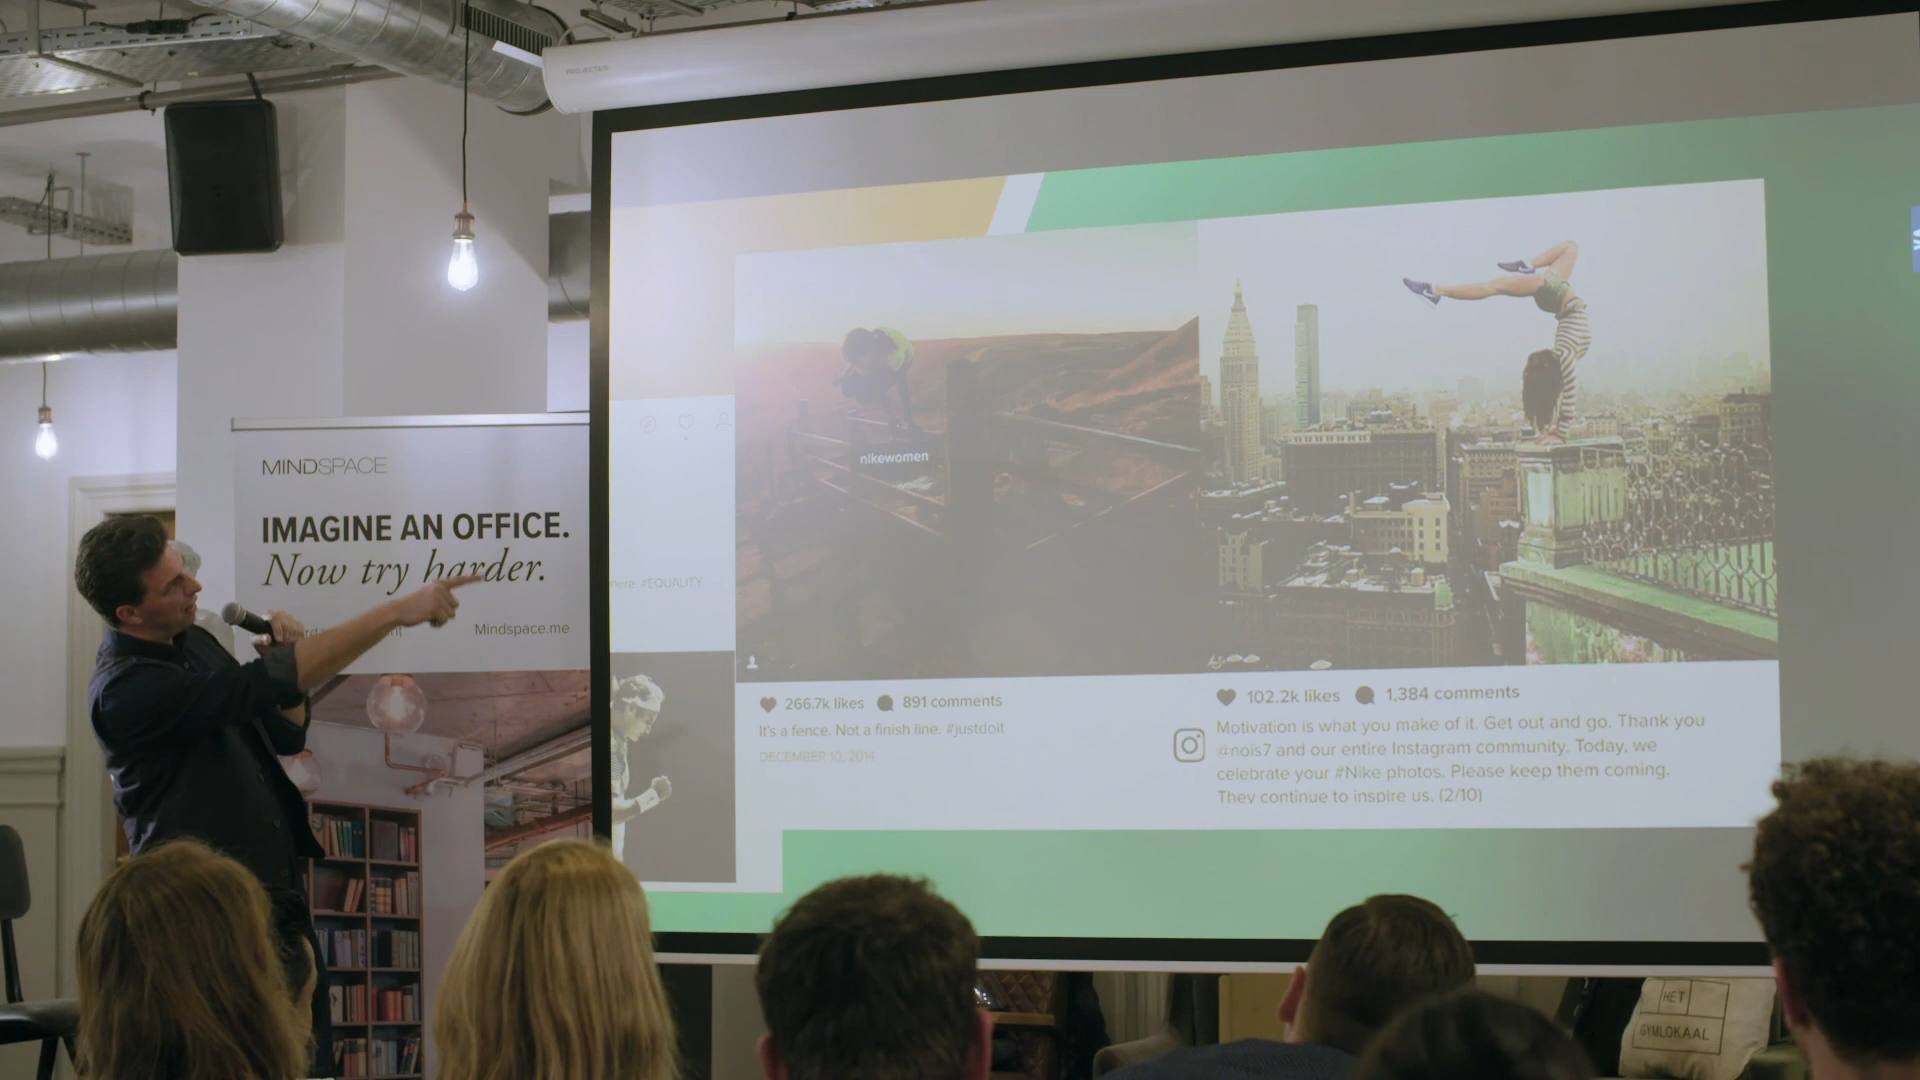 PROJECTA
MINDSPACE
IMAGINE AN OFFICE.
Now try harder.
Mindspace.me
nikewomen
here. #EQUALITY
266.7k likes 891 comments
It's a fence. Not a finish line. #justdoit
DECEMBER 10, 2014
102.2k likes 1,384 comments
Motivation is what you make of it. Get out and go. Thank you
@nois7 and our entire Instagram community. Today, we
celebrate your #Nike photos. Please keep them coming.
They continue to inspire us. (2/10)
HET
GYMLOKAAL